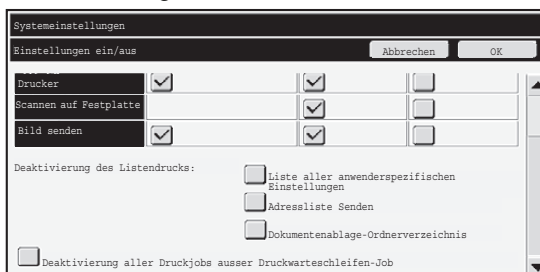 Systemeinstellungen
Einstellungen ein/aus
Abbrechen
OK
Drucker
Scannen auf Festplatte
Bild senden
Deaktivierung des Listendrucks:
Liste aller anwenderspezifischen
Einstellungen
Adressliste Senden
Dokumentenablage-Ordnerverzeichnis
Deaktivierung aller Druckjobs ausser Druckwarteschleifen-Job